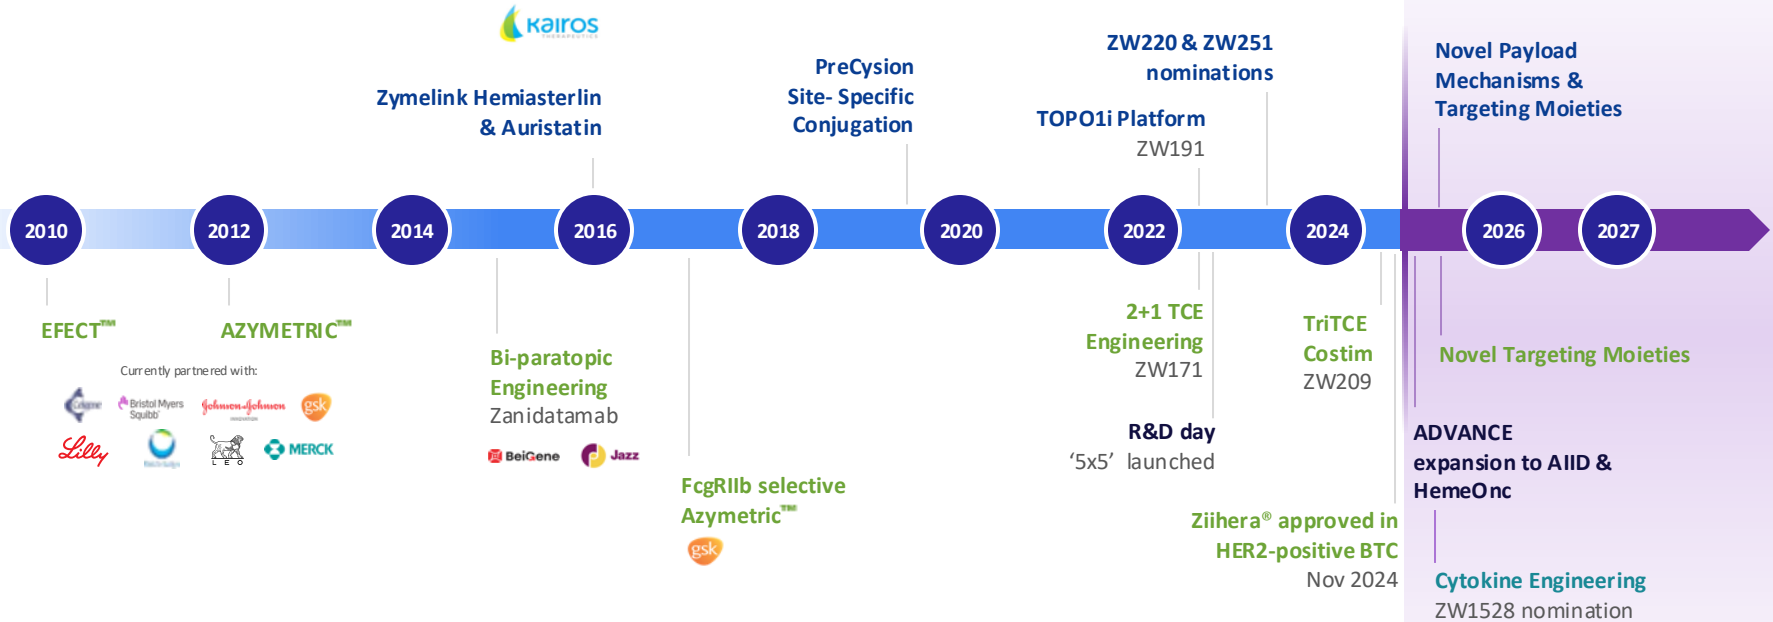 Kairos
THERAPEUTICS
Zymelink Hemiasterlin
& Auristatin
PreCysion
Site- Specific
Conjugation
ZW220 & ZW251
nominations
TOPO1i Platform
ZW191
Novel Payload
Mechanisms &
Targeting Moieties
2010
2012
2014
2016
2018
2020
2022
2024
2026
2027
EFECT™
AZYMETRIC™
Currently partnered with:
Celgene
Bristol Myers
Squibb
Johnson&Johnson
INNOVATION
gsk
Lilly
LEO
MERCK
Bi-paratopic
Engineering
Zanidatamab
BeiGene
Jazz
FcgRIIb selective
Azymetric™
gsk
2+1 TCE
Engineering
ZW171
R&D day
‘5x5’ launched
TriTCE
Costim
ZW209
Ziihera® approved in
HER2-positive BTC
Nov 2024
Novel Targeting Moieties
ADVANCE
expansion to AIID &
HemeOnc
Cytokine Engineering
ZW1528 nomination